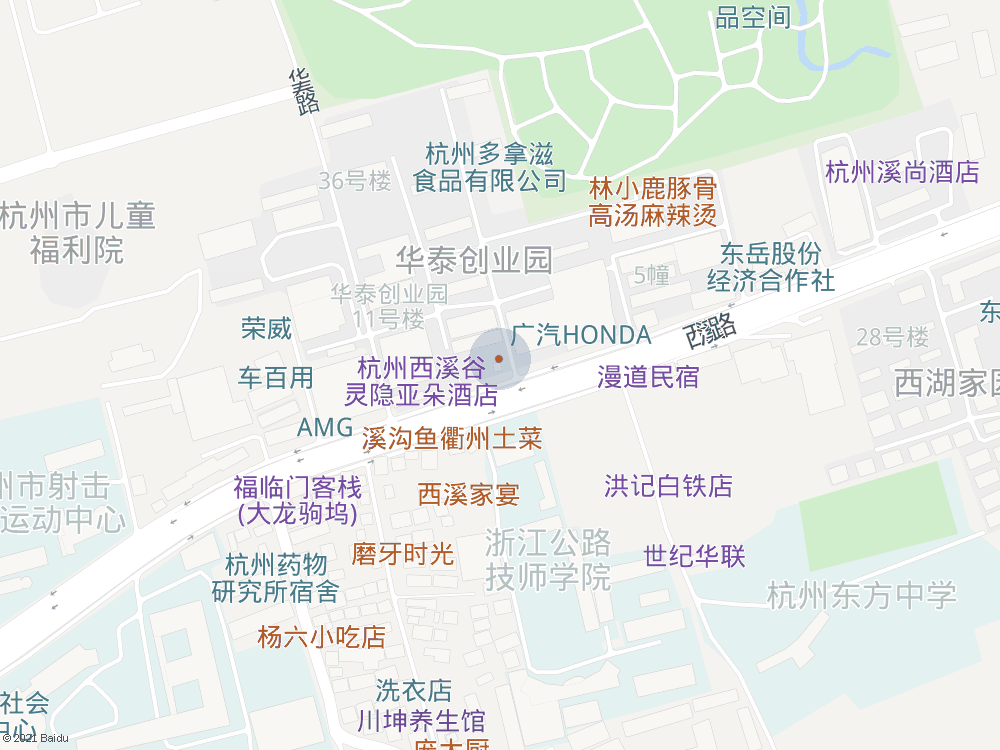 品空间
华泰路
杭州多拿滋
食品有限公司
杭州溪尚酒店
36号楼
林小鹿豚骨
高汤麻辣烫
杭州市儿童
福利院
华泰创业园
东岳股份
经济合作社
5幢
华泰创业园
11号楼
东
荣威
广汽HONDA
西溪路
28号楼
杭州西溪谷
灵隐亚朵酒店
车百用
漫道民宿
西湖家园
AMG
溪沟鱼衢州土菜
州市射击
运动中心
福临门客栈
(大龙驹坞)
西溪家宴
洪记白铁店
磨牙时光
浙江公路
技师学院
世纪华联
杭州药物
研究所宿舍
杭州东方中学
杨六小吃店
社会
中心
洗衣店
川坤养生馆
庖大厨
© 2021 Baidu